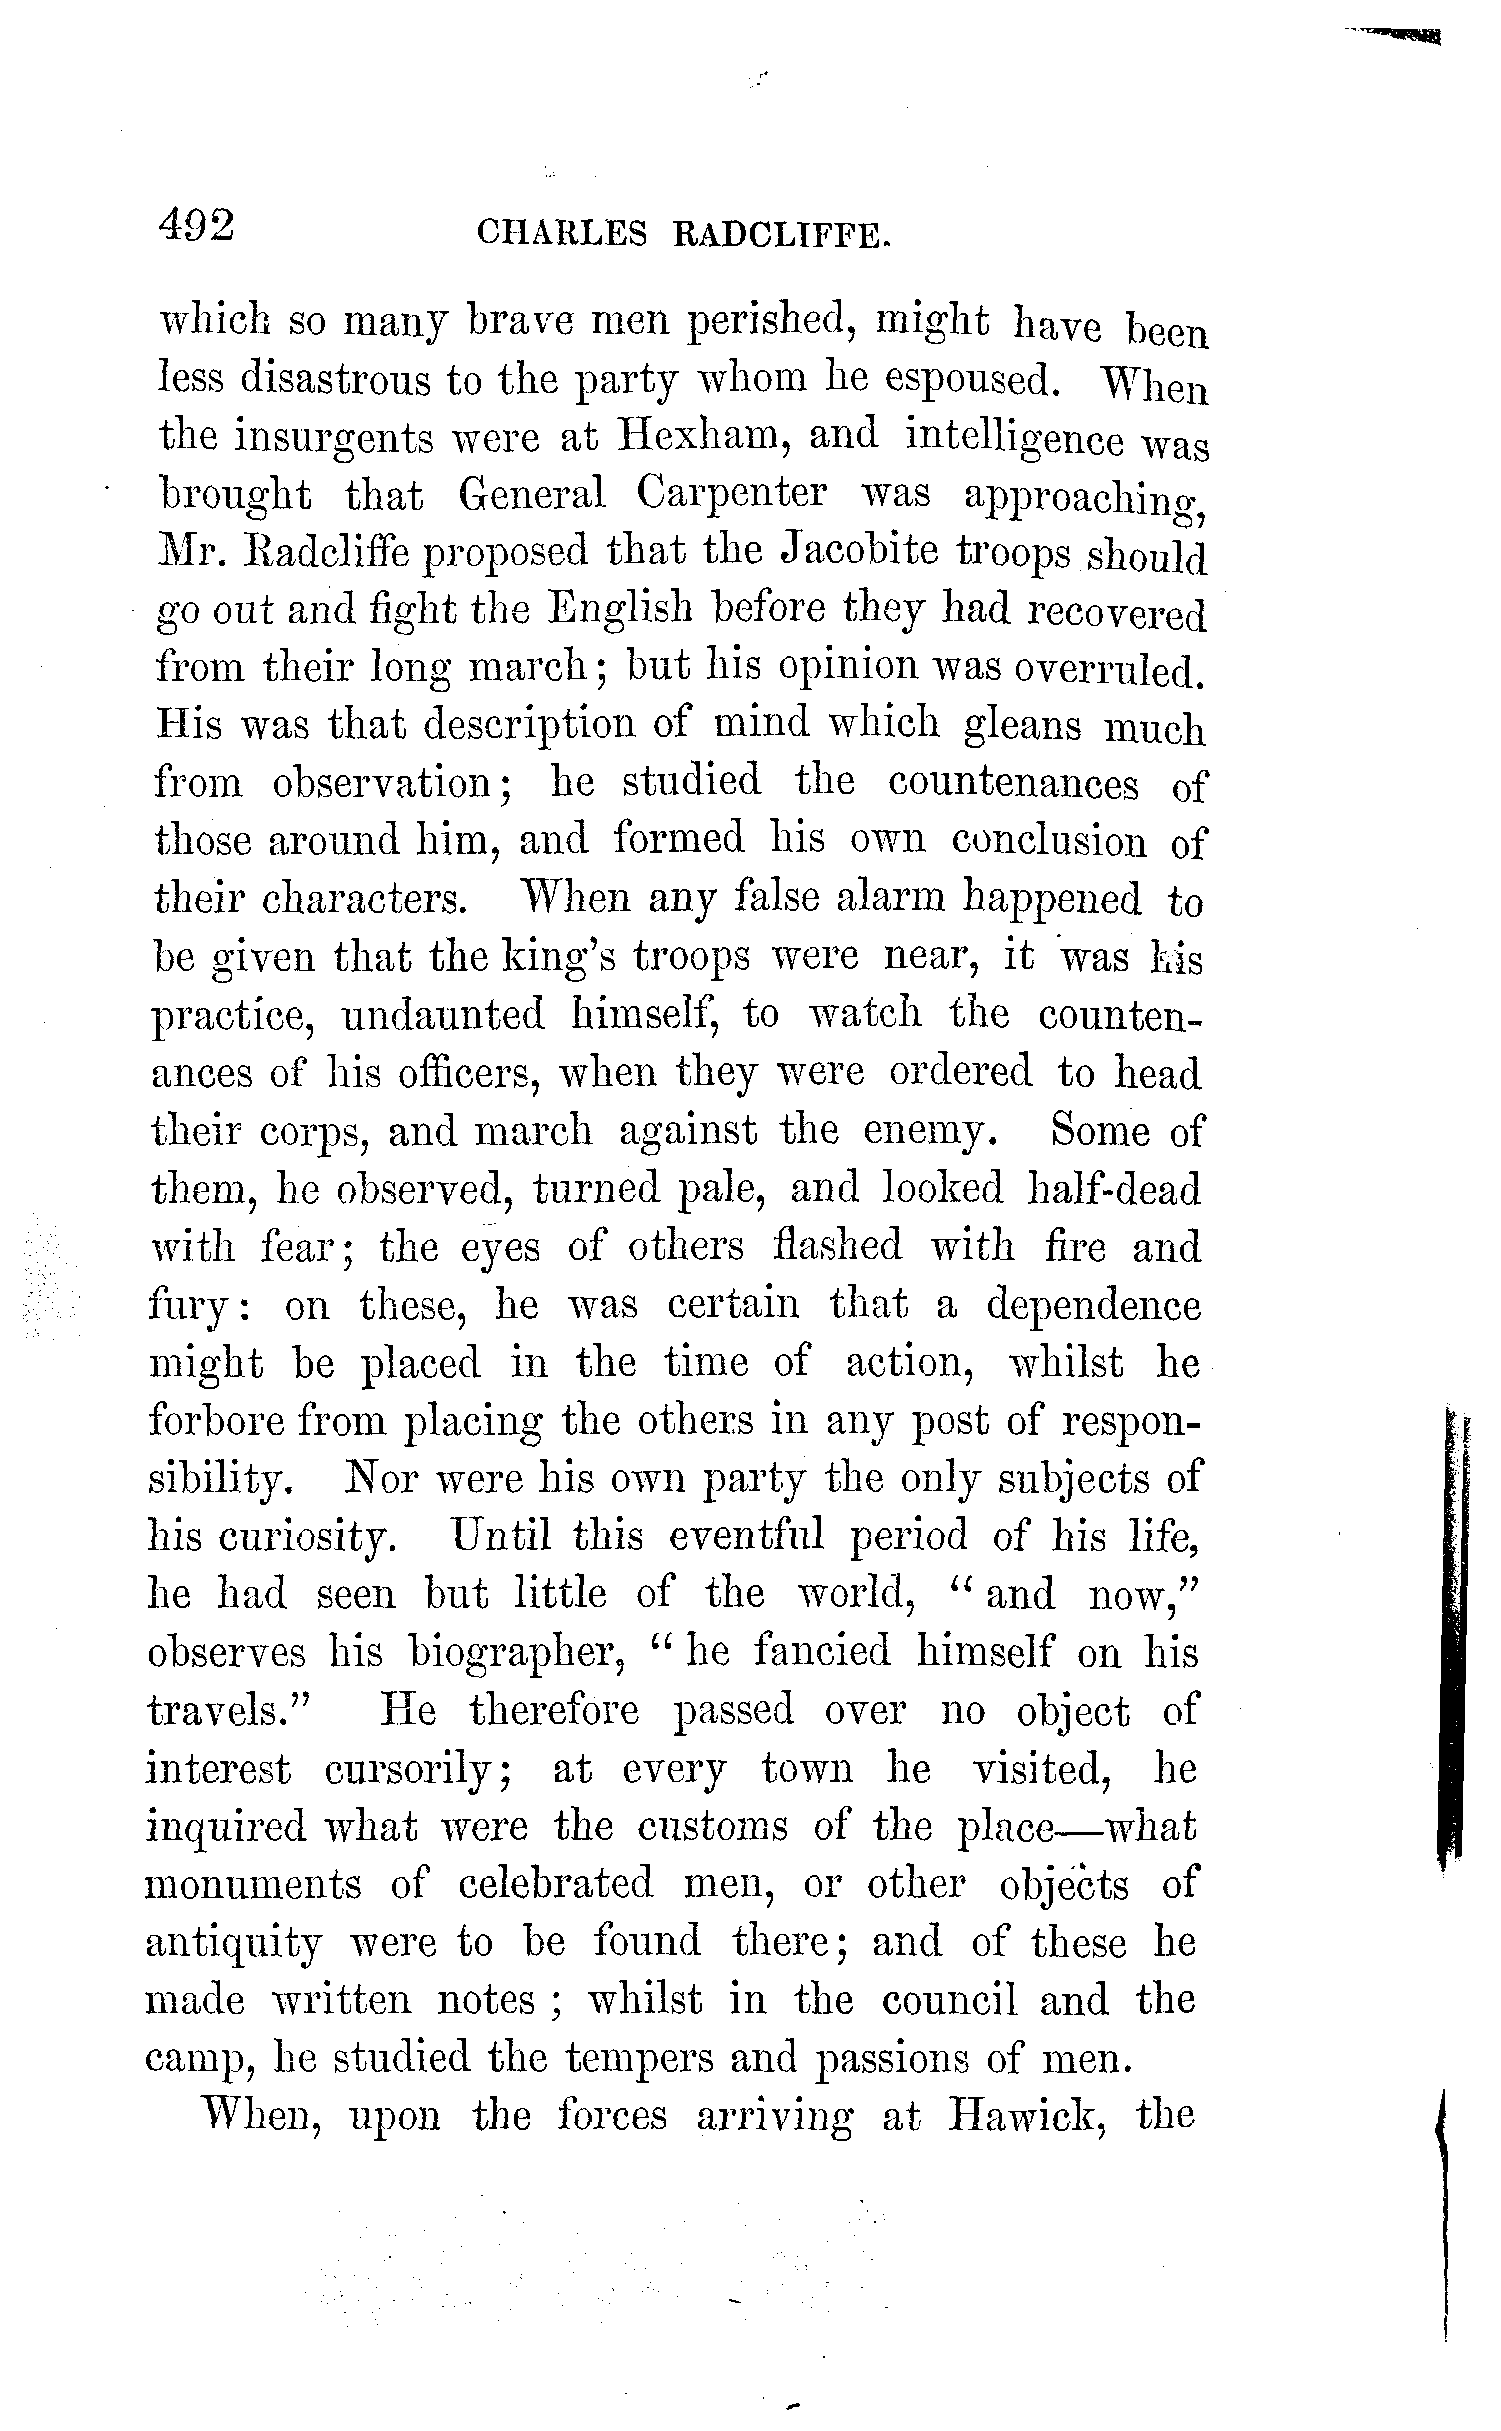 492 CHARLES RADCLIFFE.
which so many brave men perished, might have been
less disastrous to the party whom he espoused. When
the insurgents were at Hexham, and intelligence was
brought that General Carpenter was approaching,
Mr. Radcliffe proposed that the Jacobite troops should
go out and fight the English before they had recovered
from their long march; but his opinion was overruled.
His was that description of mind which gleans much
from observation; he studied the countenances of
those around him, and formed his own conclusion of
their characters. When any false alarm happened to
be given that the king's troops were near, it was his
practice, undaunted himself, to watch the counten-
ances of his officers, when they were ordered to head
their corps, and march against the enemy. Some of
them, he observed, turned pale, and looked half-dead
with fear; the eyes of others flashed with fire and
fury: on these, he was certain that a dependence
might be placed in the time of action, whilst he
forbore from placing the others in any post of respon-
sibility. Nor were his own party the only subjects of
his curiosity. Until this eventful period of his life,
he had seen but little of the world, "and now,"
observes his biographer, "he fancied himself on his
travels." He therefore passed over no object of
interest cursorily; at every town he visited, he
inquired what were the customs of the place—what
monuments of celebrated men, or other objects of
antiquity were to be found there; and of these he
made written notes; whilst in the council and the
camp, he studied the tempers and passions of men.
When, upon the forces arriving at Hawick, the